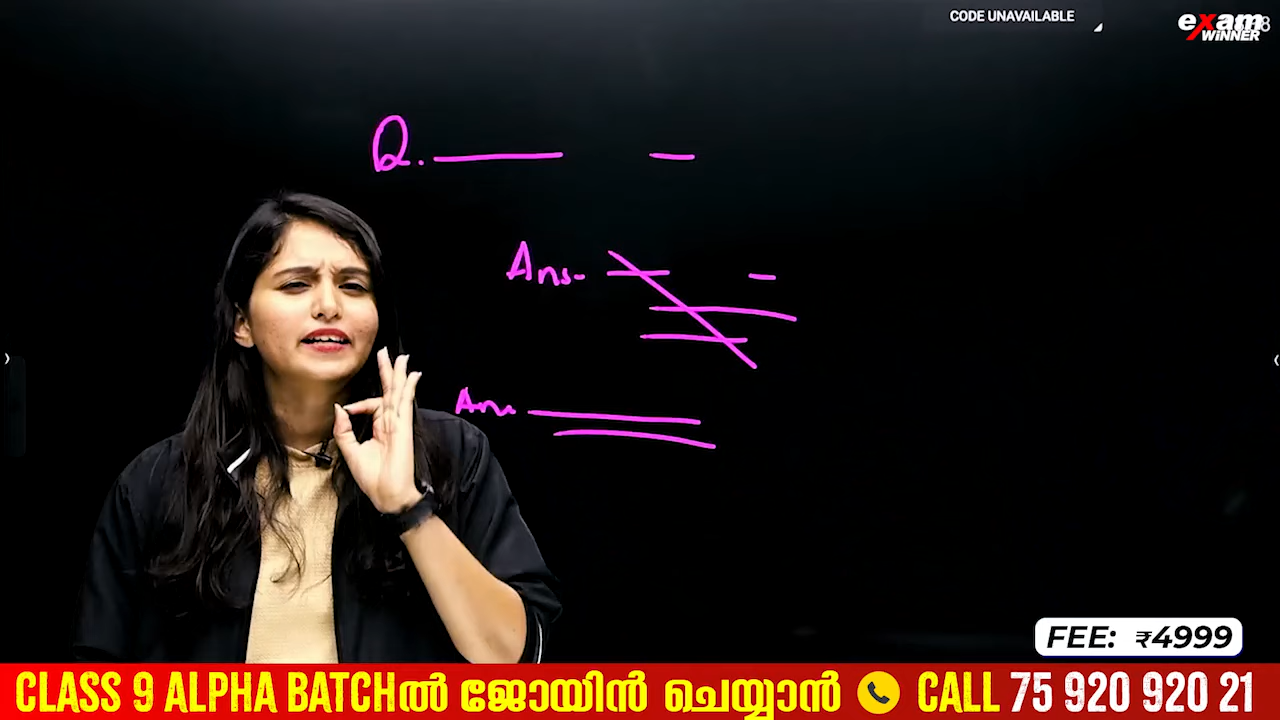 CODE UNAVAILABLE
exam
WINNER
Q.
Ans-
Ans.
FEE: ₹4999
CLASS 9 ALPHA BATCHൽ ജോയിൻ ചെയ്യാൻ CALL 75 920 920 21